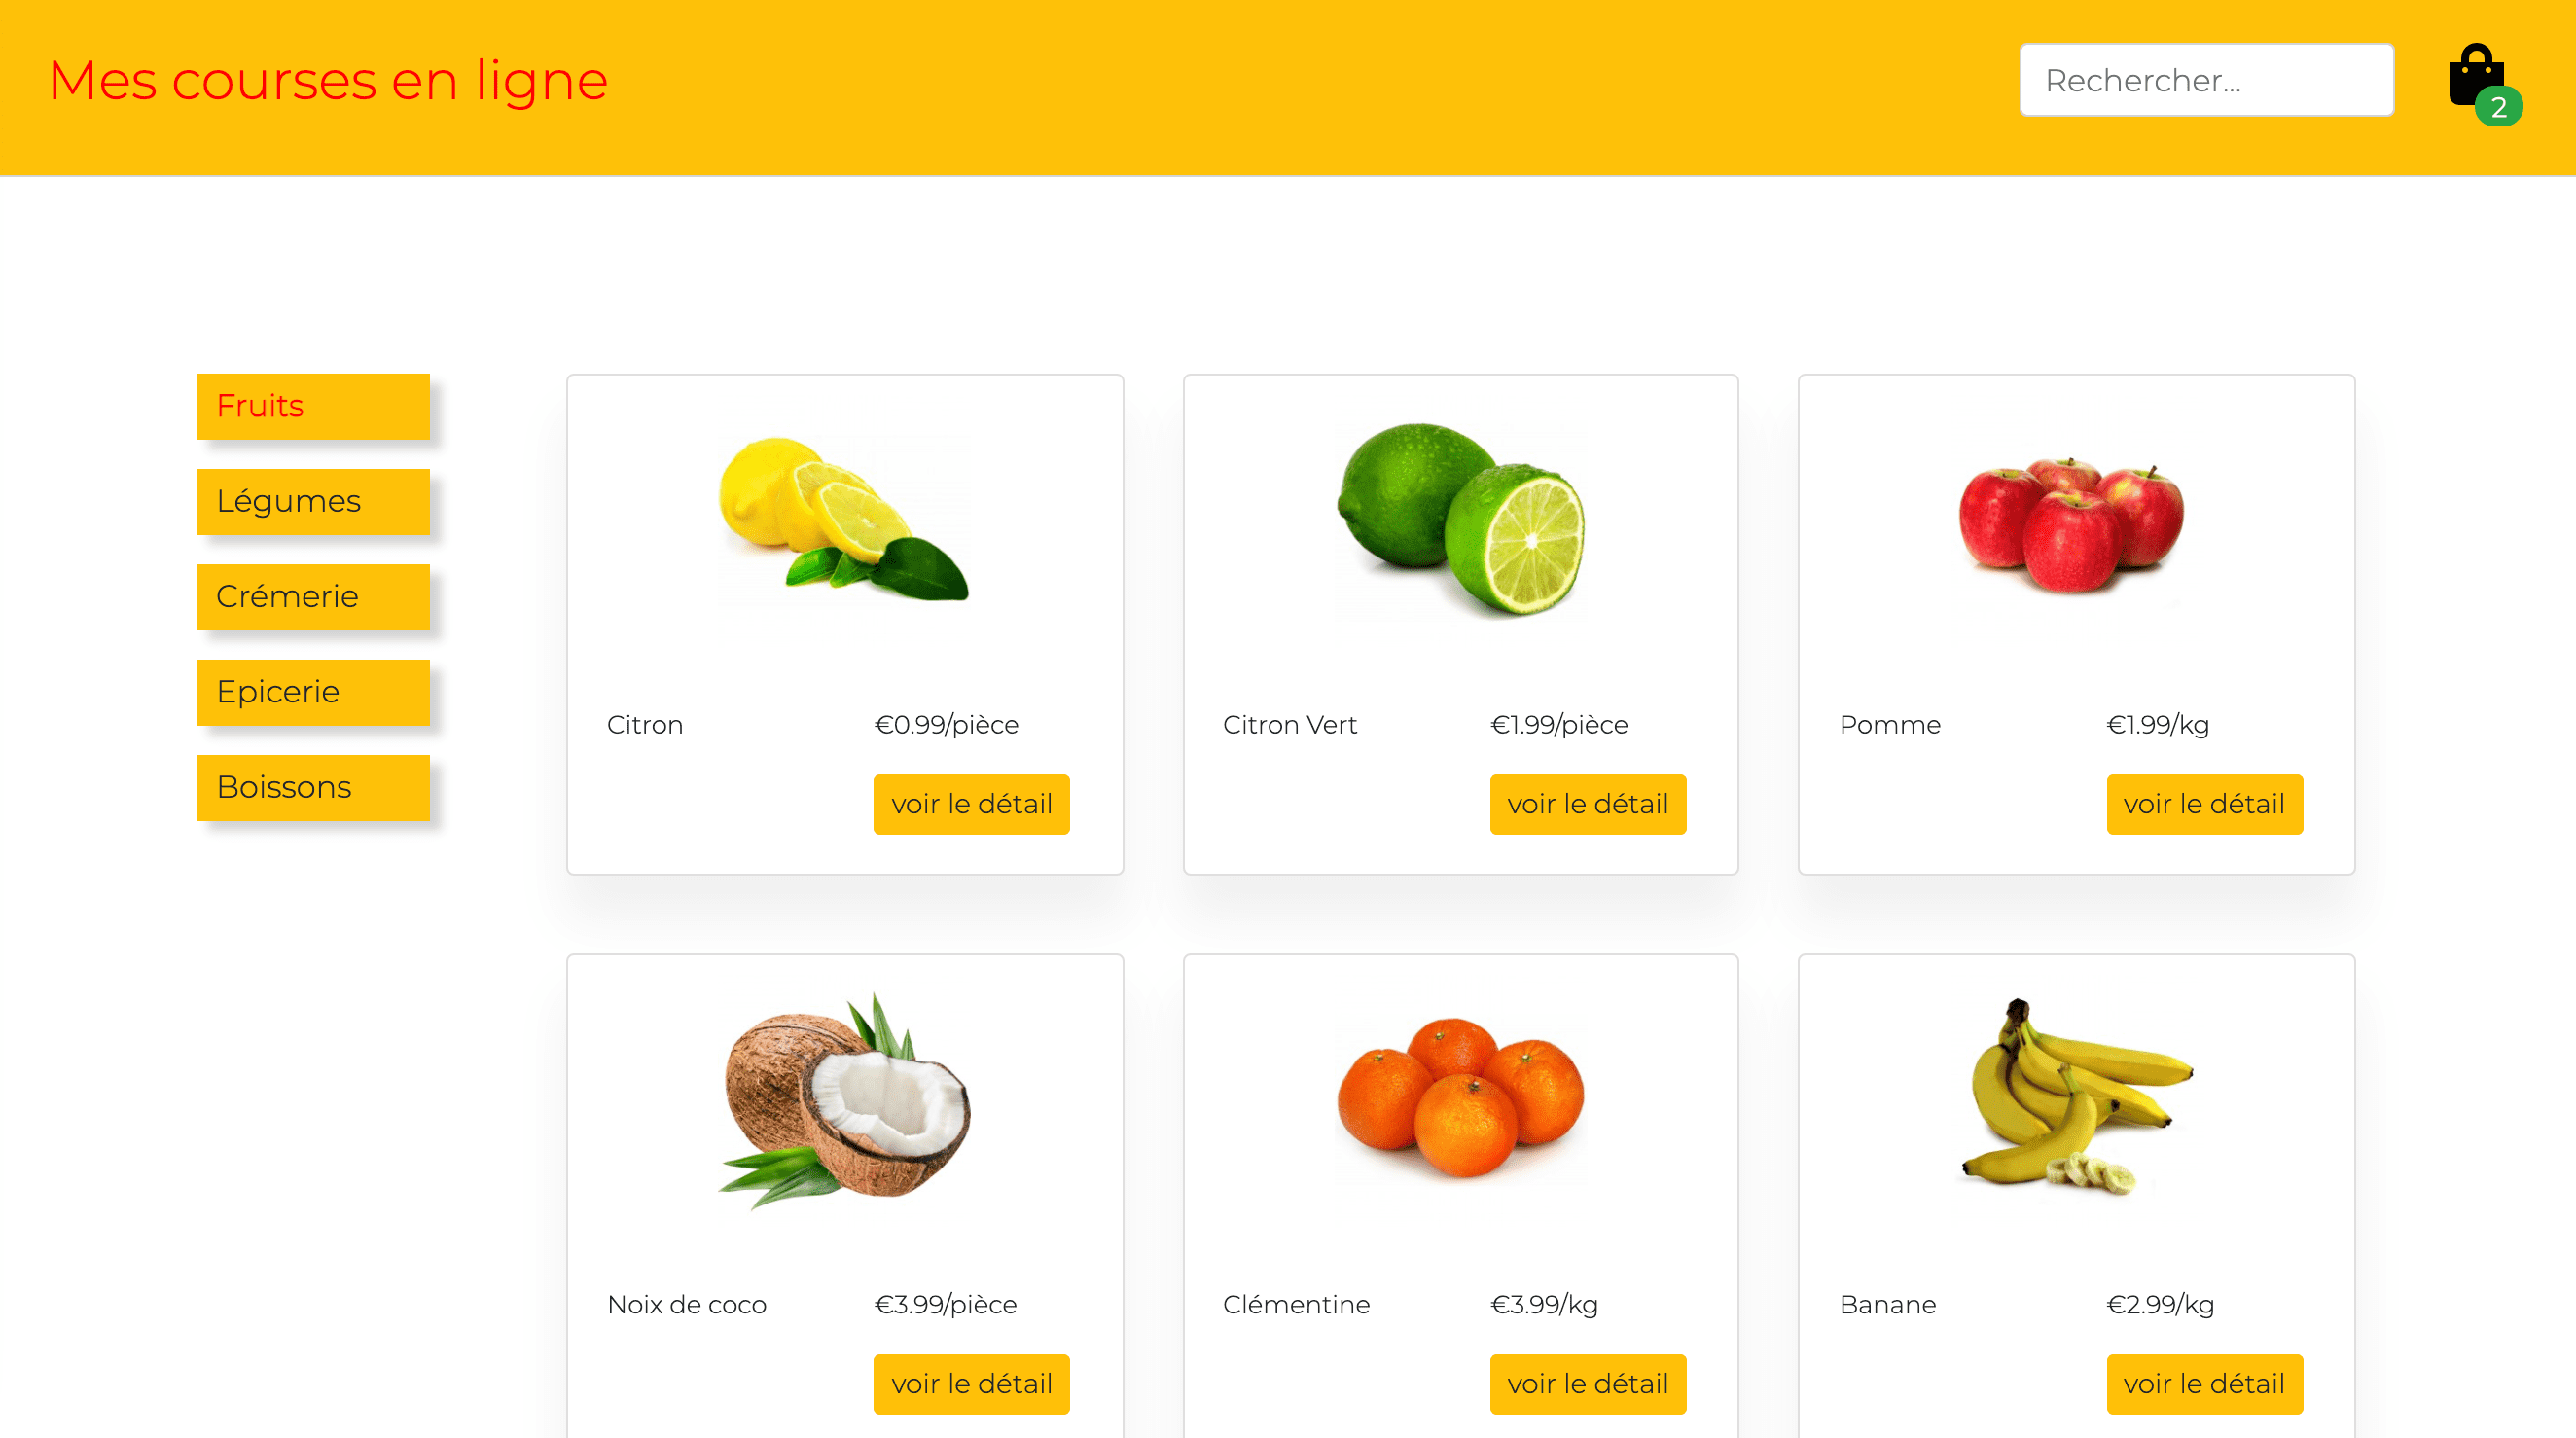 Mes courses en ligne
Rechercher...
2
Fruits
Légumes
Crémerie
Epicerie
Boissons
Citron €0.99/pièce
voir le détail
Citron Vert €1.99/pièce
voir le détail
Pomme €1.99/kg
voir le détail
Noix de coco €3.99/pièce
voir le détail
Clémentine €3.99/kg
voir le détail
Banane €2.99/kg
voir le détail